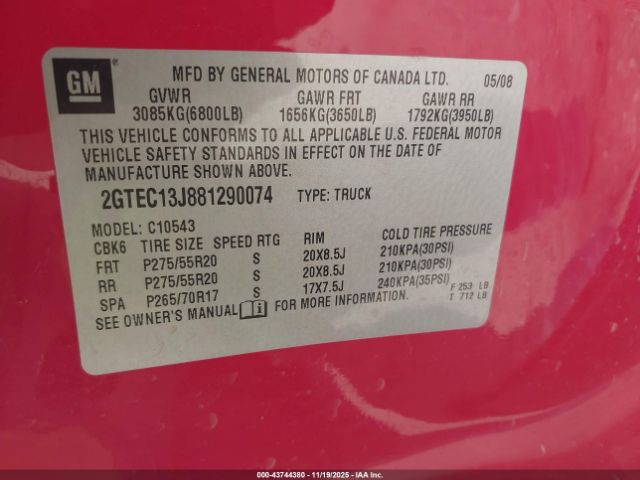 GM ®
MFD BY GENERAL MOTORS OF CANADA LTD. 05/08
GVWR GAWR FRT GAWR RR
3085KG(6800LB) 1656KG(3650LB) 1792KG(3950LB)
THIS VEHICLE CONFORMS TO ALL APPLICABLE U.S. FEDERAL MOTOR
VEHICLE SAFETY STANDARDS IN EFFECT ON THE DATE OF
MANUFACTURE SHOWN ABOVE.
2GTEC13J881290074 TYPE: TRUCK
MODEL: C10543
CBK6 TIRE SIZE SPEED RTG RIM COLD TIRE PRESSURE
FRT P275/55R20 S 20X8.5J 210KPA(30PSI)
RR P275/55R20 S 20X8.5J 210KPA(30PSI)
SPA P265/70R17 S 17X7.5J 240KPA(35PSI)
SEE OWNER'S MANUAL FOR MORE INFORMATION. F 253 LB
T 712 LB
000-43744380 - 11/19/2025 - IAAI.COM